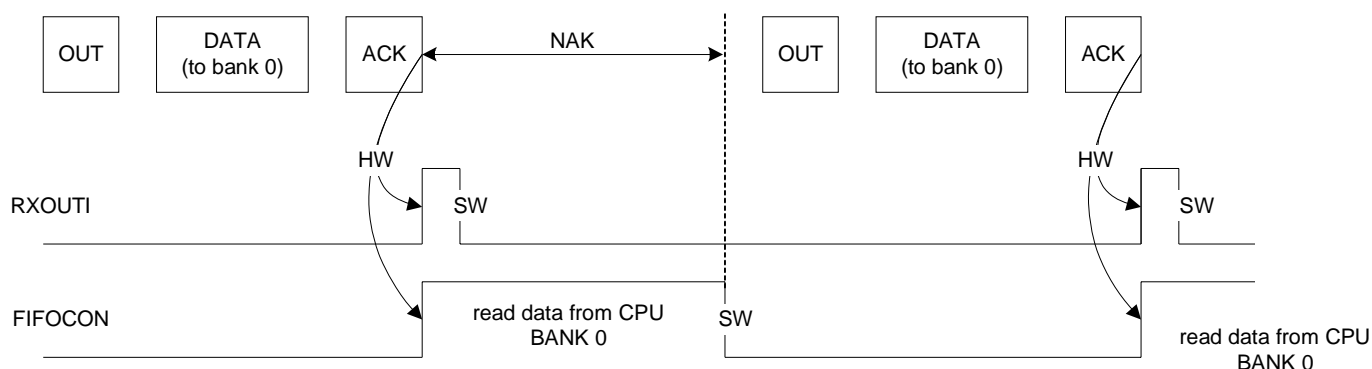 OUT
DATA
(to bank 0)
ACK
NAK
OUT
DATA
(to bank 0)
ACK
HW
HW
RXOUTI
SW
SW
FIFOCON
read data from CPU
BANK 0
SW
read data from CPU
BANK 0